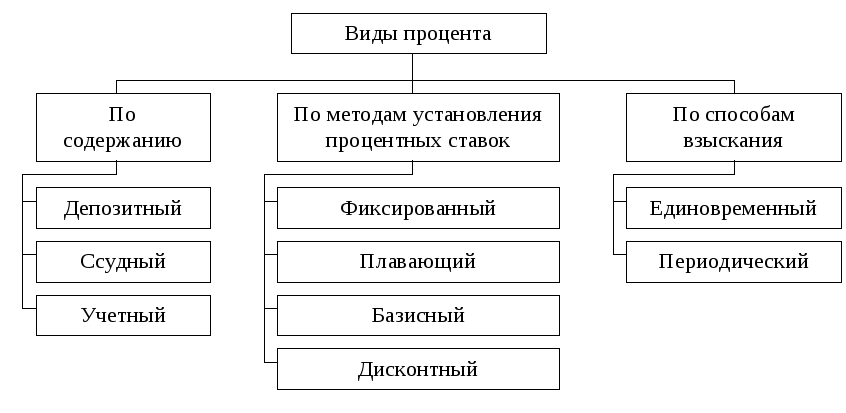 Виды процента
По
содержанию
Депозитный
Ссудный
Учетный
По методам установления
процентных ставок
Фиксированный
Плавающий
Базисный
Дисконтный
По способам
взыскания
Единовременный
Периодический